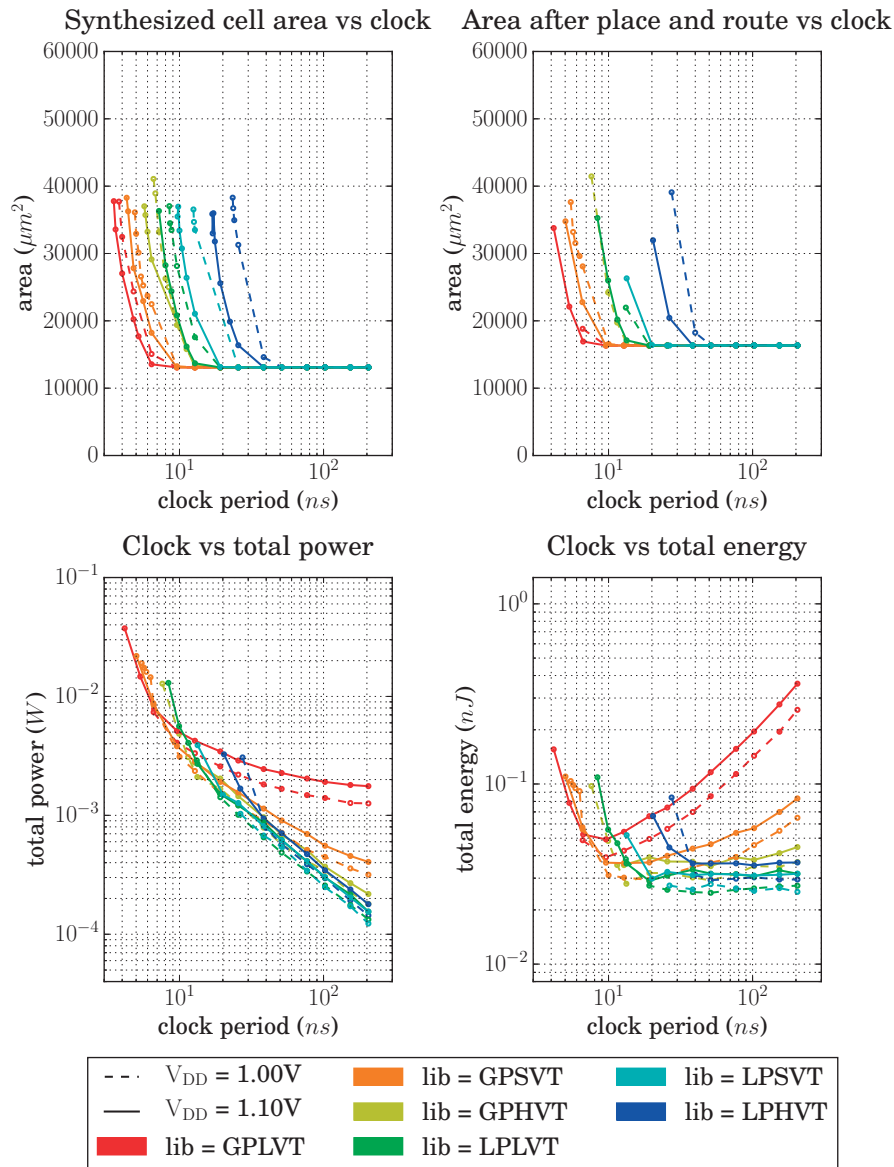 Synthesized cell area vs clock
Area after place and route vs clock
60000
50000
40000
30000
20000
10000
0
area (μm²)
10¹
10²
clock period (ns)
60000
50000
40000
30000
20000
10000
0
area (μm²)
10¹
10²
clock period (ns)
Clock vs total power
Clock vs total energy
10⁻¹
10⁻²
10⁻³
10⁻⁴
total power (W)
10¹
10²
clock period (ns)
10⁰
10⁻¹
10⁻²
total energy (nJ)
10¹
10²
clock period (ns)
V_DD = 1.00V
V_DD = 1.10V
lib = GPLVT
lib = GPSVT
lib = GPHVT
lib = LPLVT
lib = LPSVT
lib = LPHVT